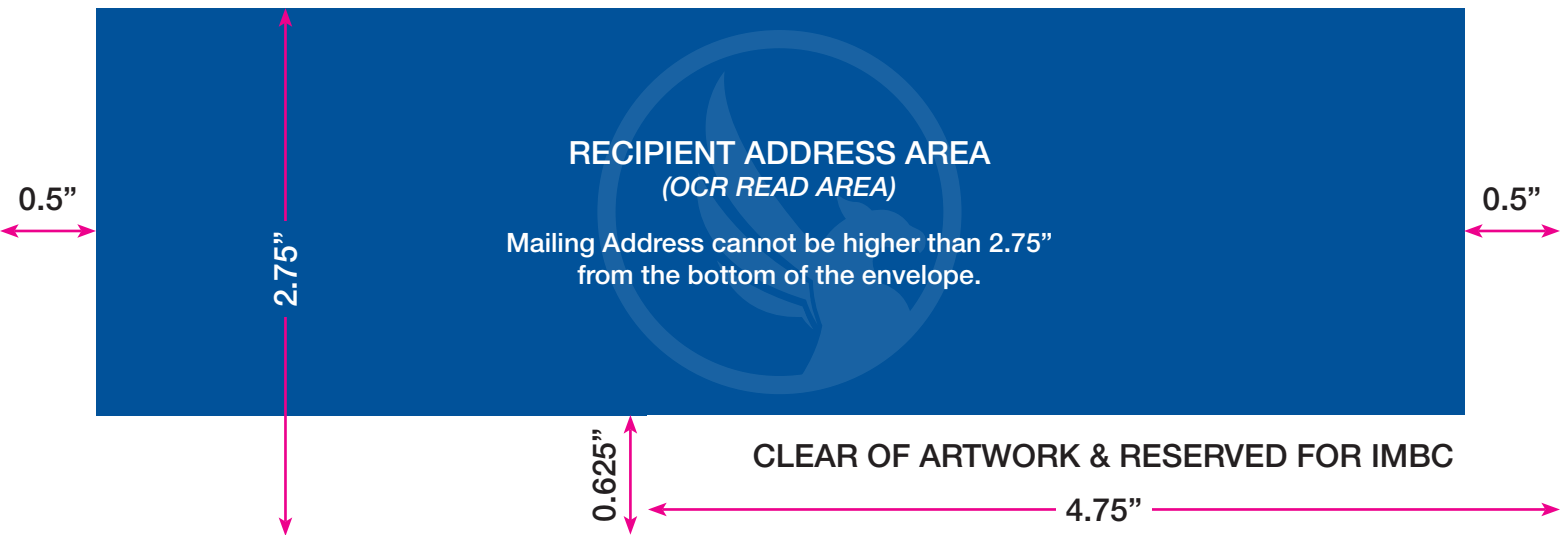 RECIPIENT ADDRESS AREA
(OCR READ AREA)
0.5”
0.5”
Mailing Address cannot be higher than 2.75”
from the bottom of the envelope.
2.75”
0.625”
CLEAR OF ARTWORK & RESERVED FOR IMBC
4.75”